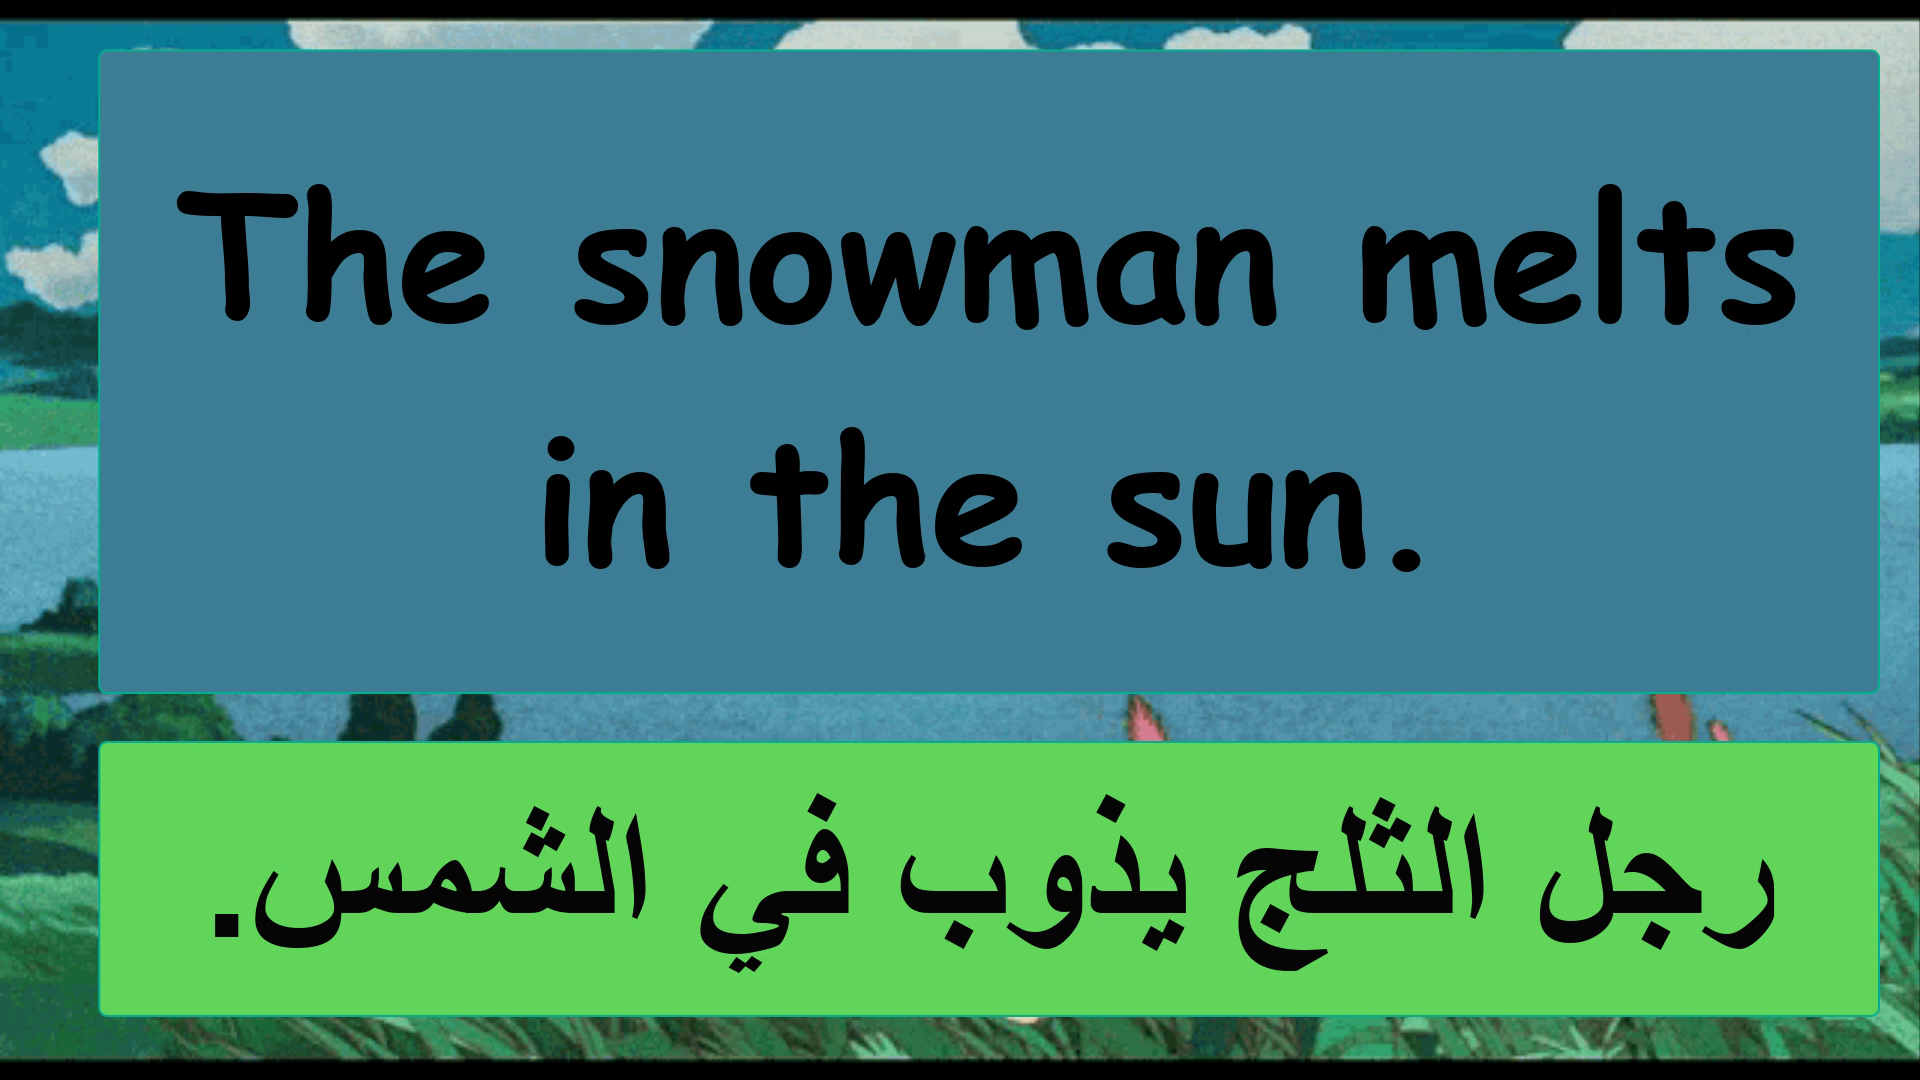 The snowman melts
in the sun.
رجل الثلج يذوب في الشمس.